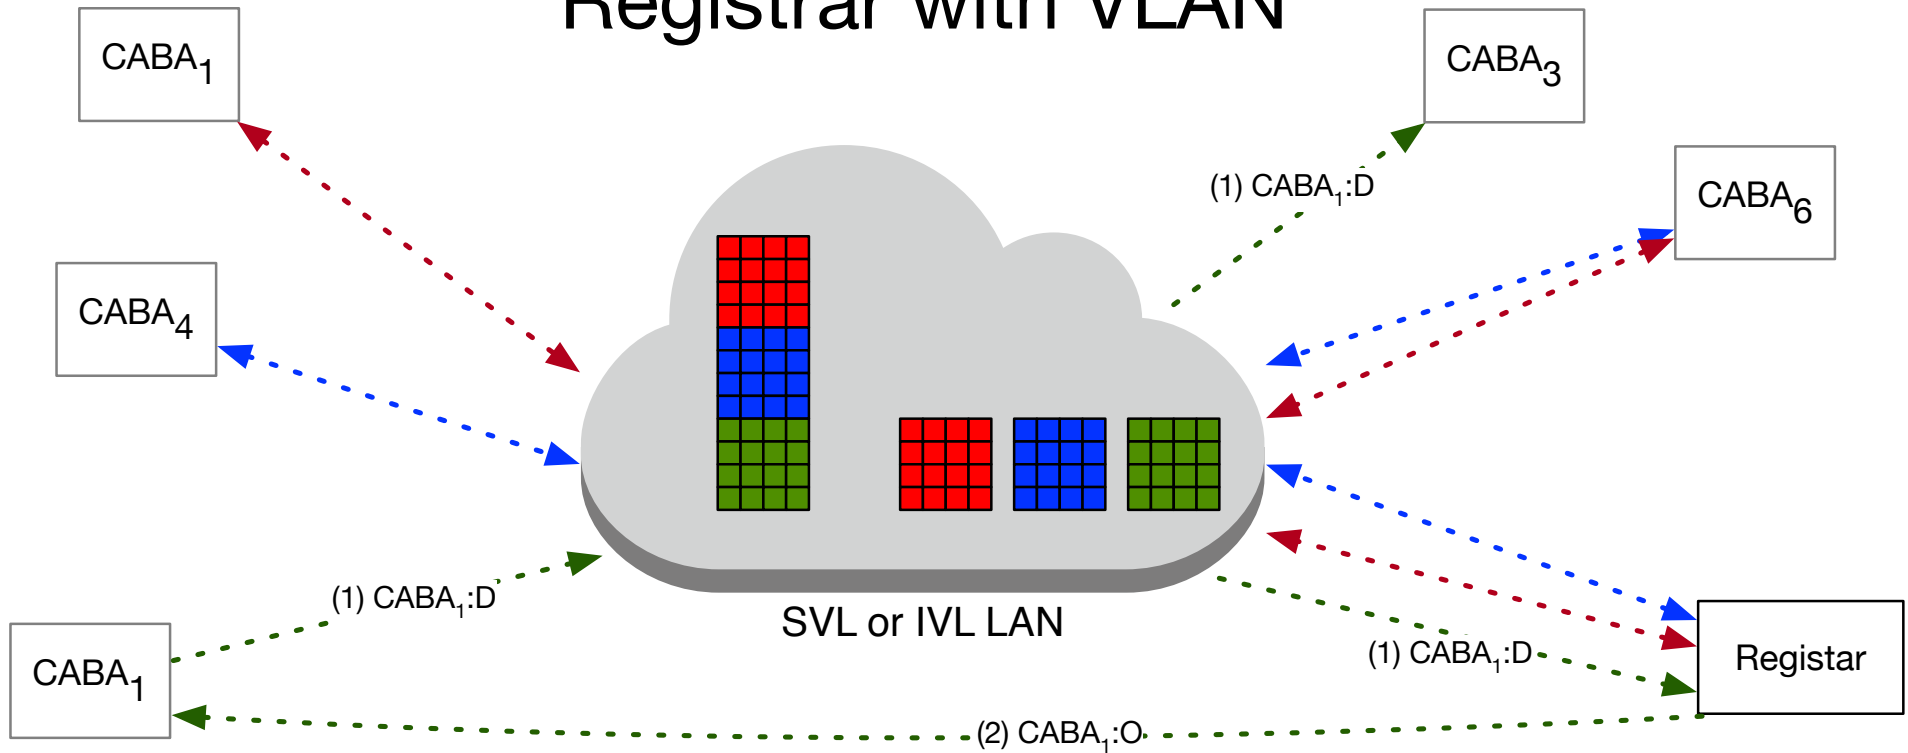 Registrar with VLAN
CABA₁
CABA₃
(1) CABA₁:D
CABA₆
CABA₄
(1) CABA₁:D
SVL or IVL LAN
(1) CABA₁:D
CABA₁
Registar
(2) CABA₁:O